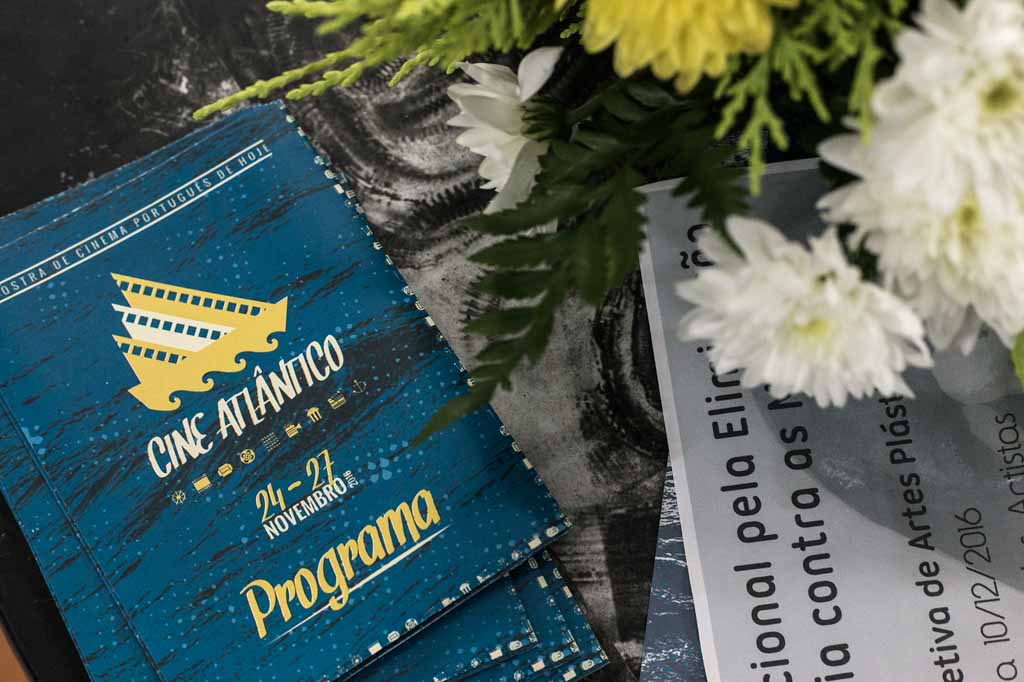 OSTRA DE CINEMA PORTUGUÊS DE HOJE
CINE ATLÂNTICO
24 - 27
NOVEMBRO 2016
Programa
cional pela Elimi
ia contra as M
etiva de Artes Plást
a 10/12/2016
Artistas